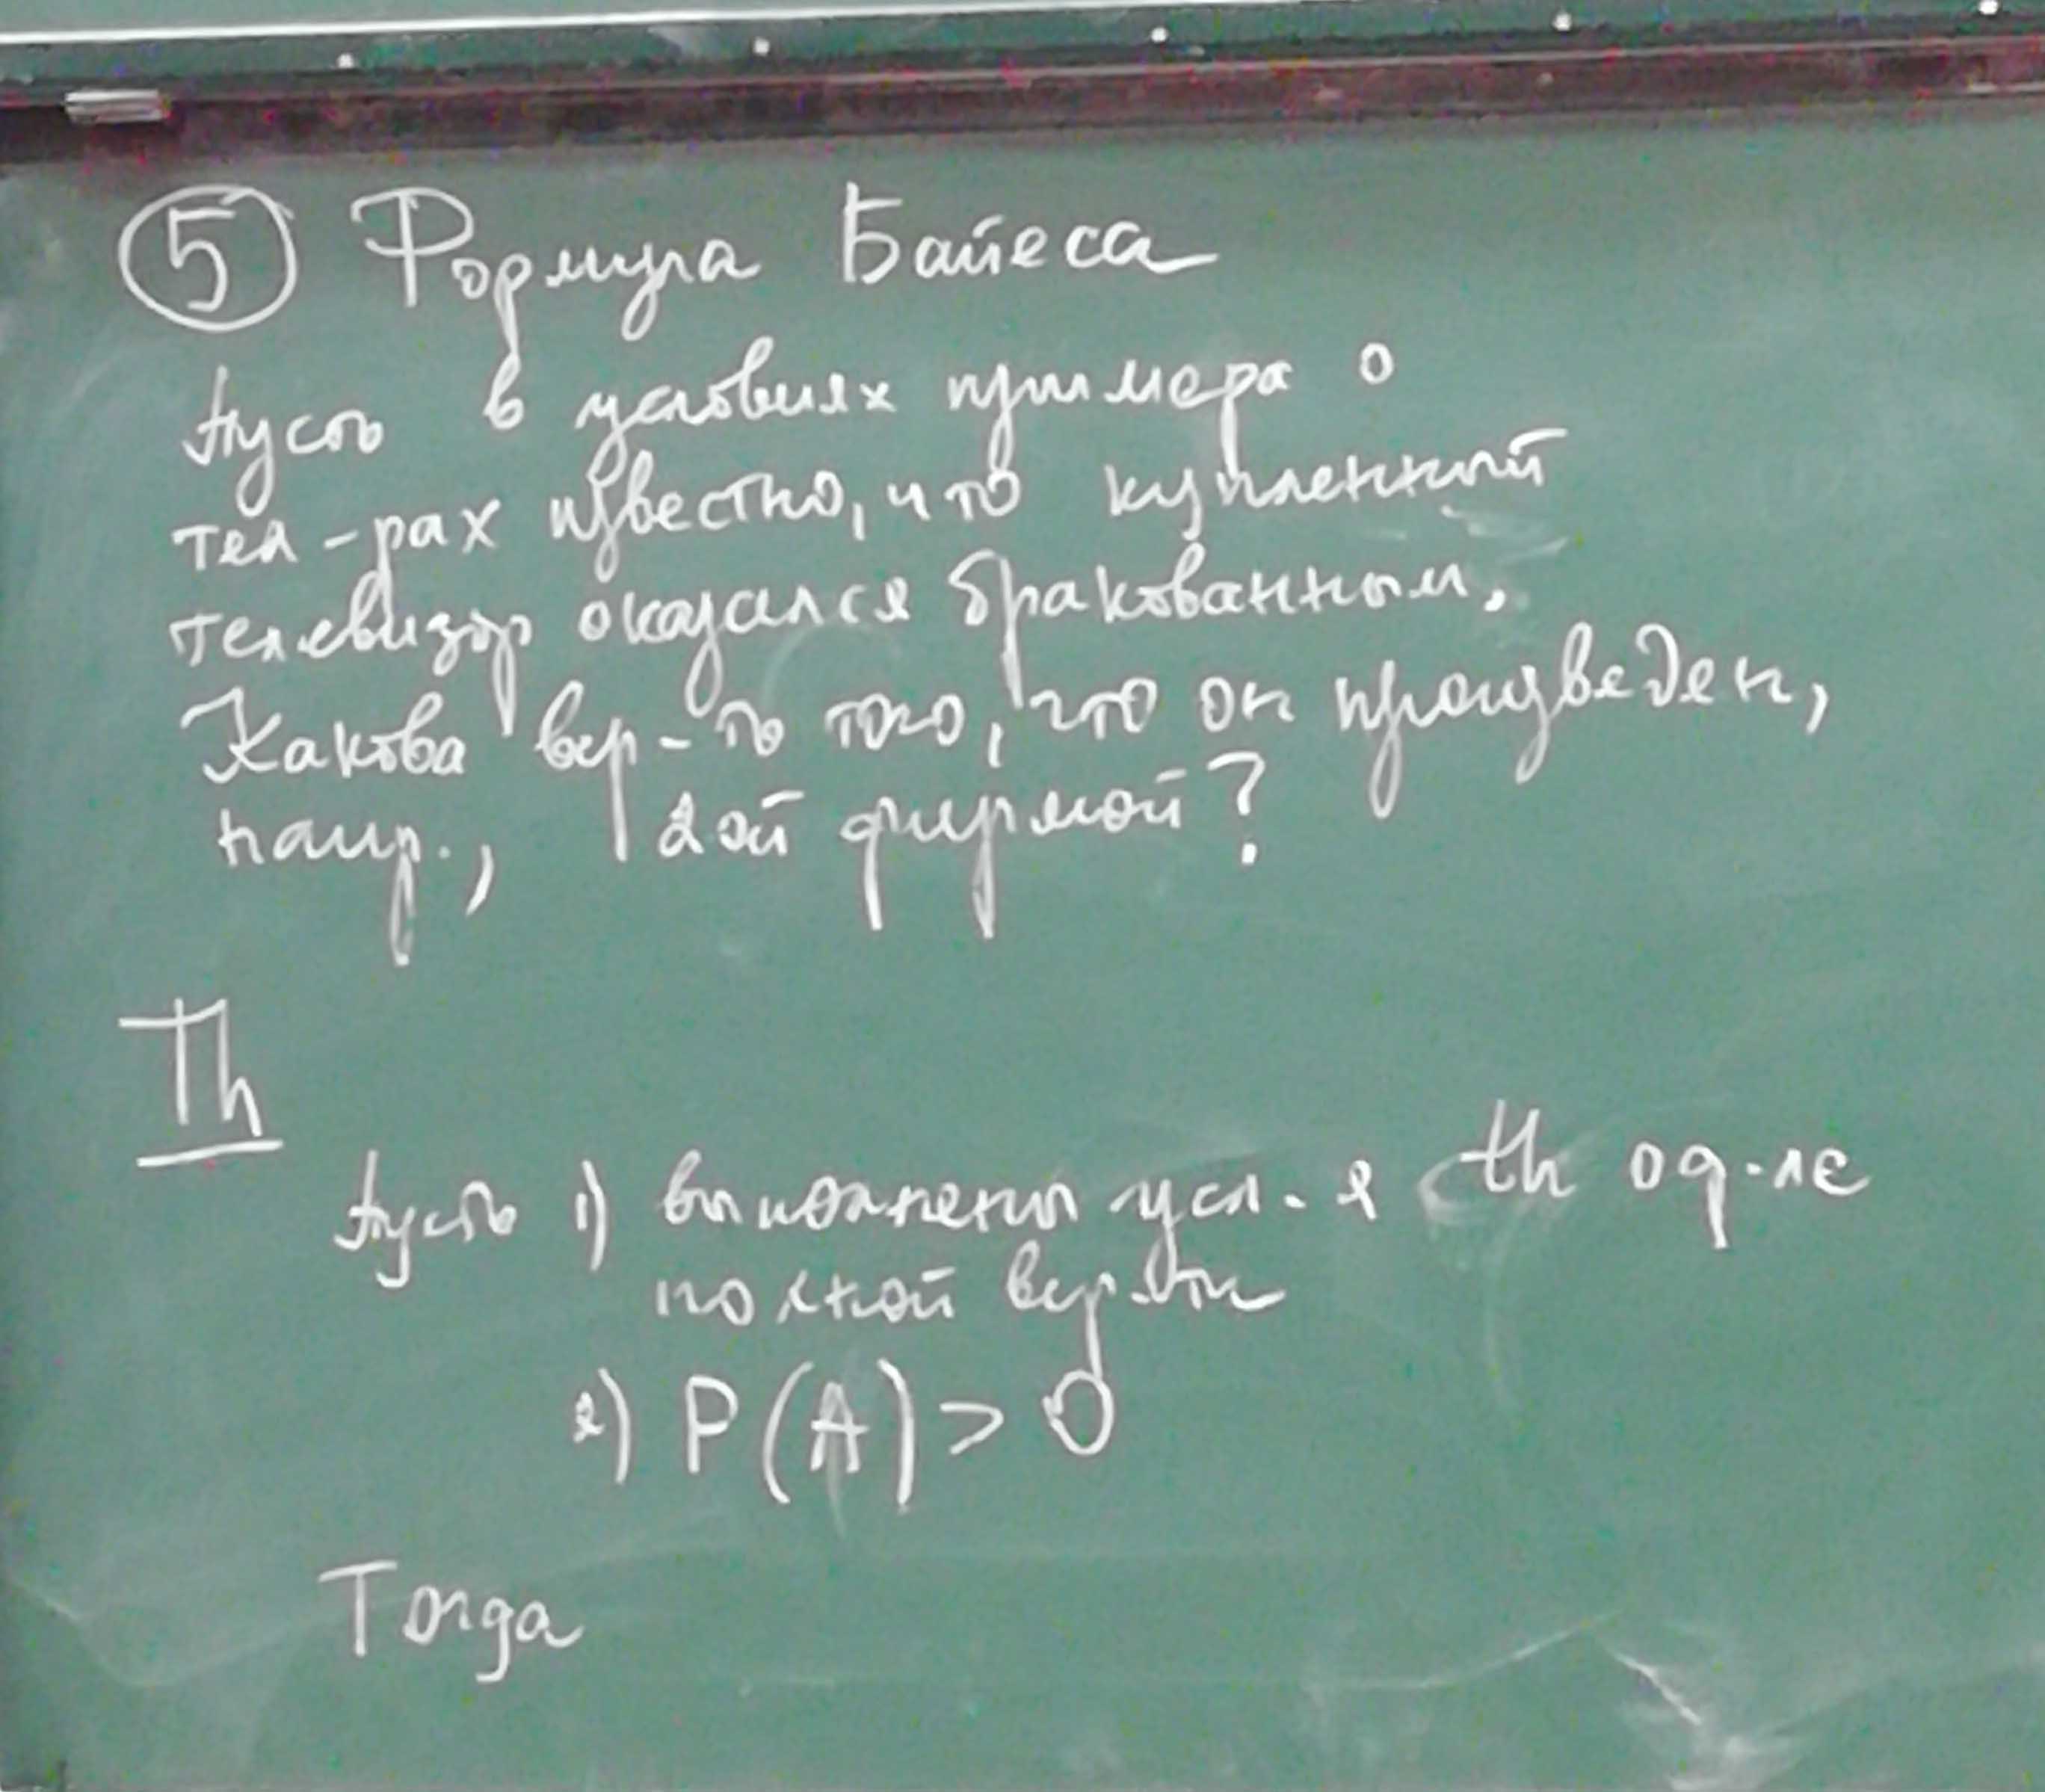 ⑤ Формула Байеса
Пусть в условиях примера о
тел-рах известно, что купленный
телевизор оказался бракованным.
Какова вер-ть того, что он произведен,
напр., 2ой фирмой?
Th
Пусть 1) выполнены усл-я th о ф-ле
полной вер-ти
2) P(A) > 0
Тогда